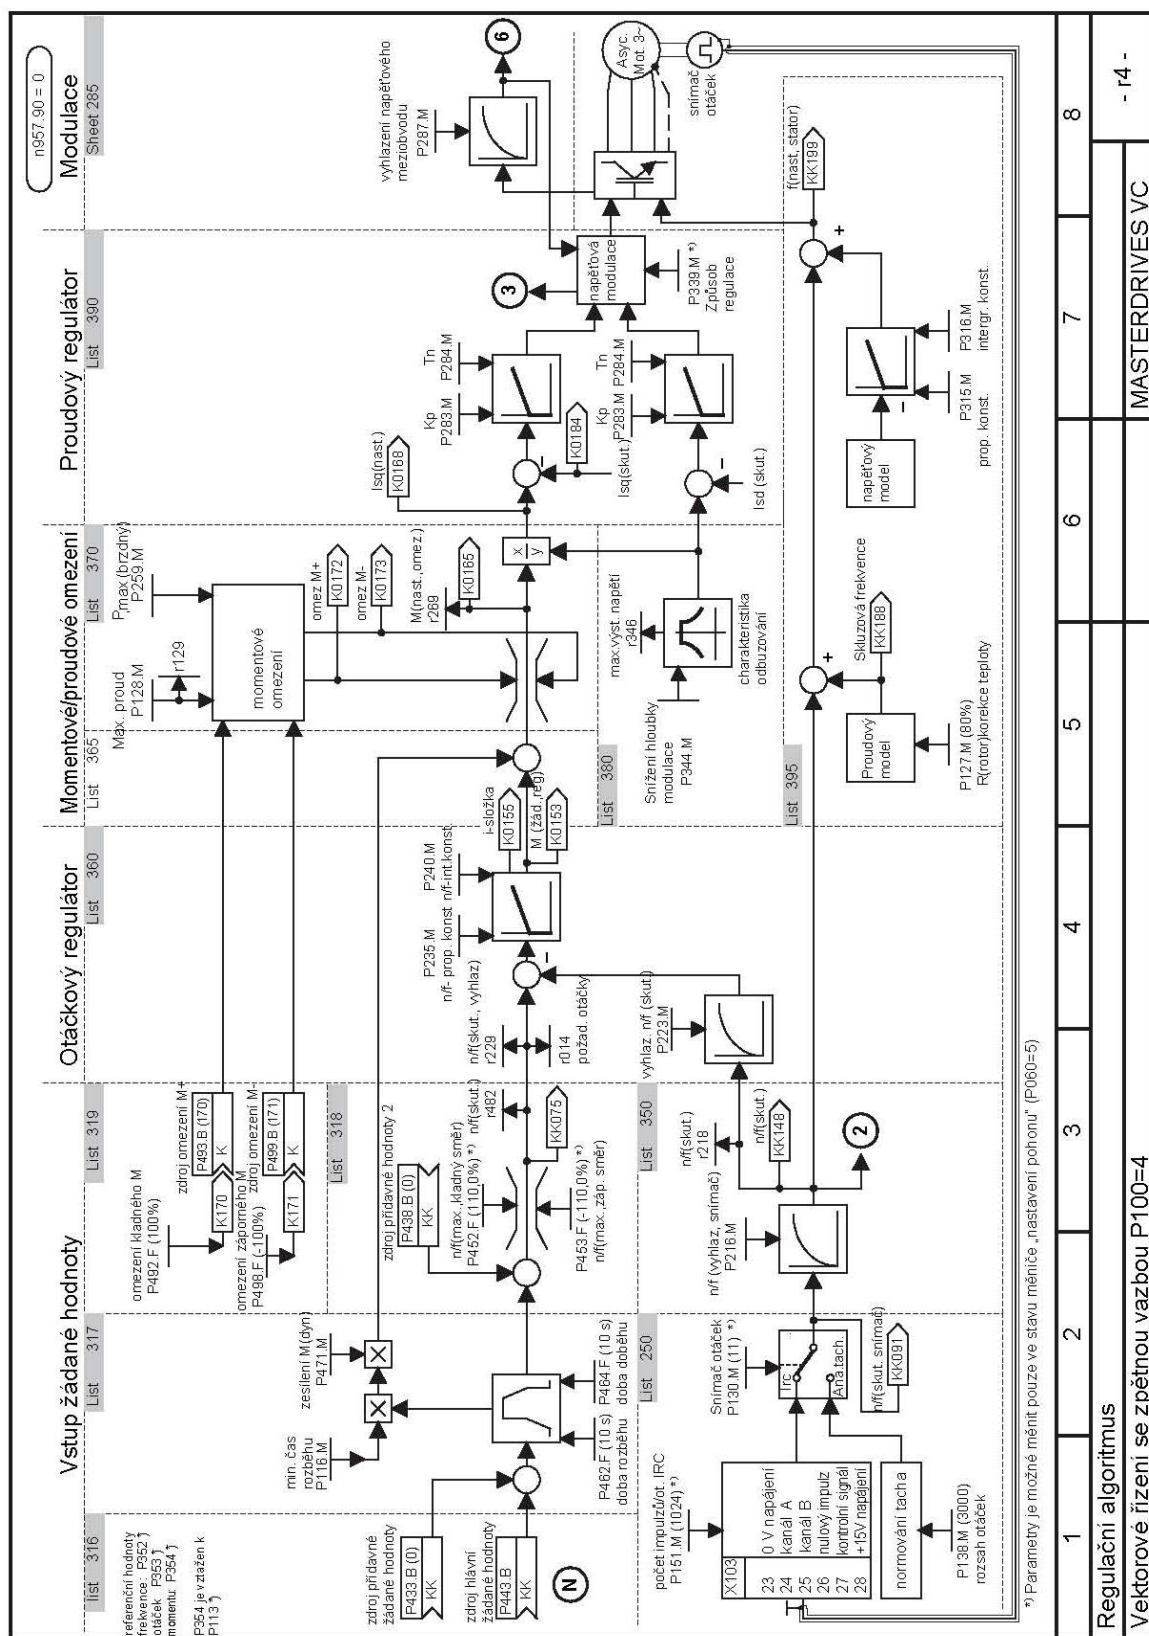 n957.90 = 0
Vstup žádané hodnoty
Otáčkový regulátor
Momentové/proudové omezení
Proudový regulátor
Modulace
list 316
List 317
List 319
List 360
List 365
List 370
List 390
Sheet 285
referenční hodnoty
frekvence: P352 *)
otáček P353 *)
momentu: P354 *)
P354 je vztažen k
P113 *)
omezení kladného M
P492.F (100%)
K170
zdroj omezení M+
P493.B (170)
K
omezení záporného M
P498.F (-100%)
K171
zdroj omezení M-
P499.B (171)
K
List 318
Max. proud
P128.M
r129
P,max,(brzdný)
P259.M
momentové
omezení
omez M+
K0172
omez M-
K0173
vyhlazení napěťového
meziobvodu
P287.M
6
min. čas
rozběhu
P116.M
zesílení M(dyn)
P471.M
X
X
zdroj přídavné hodnoty 2
P438.B (0)
KK
zdroj přídavné
žádané hodnoty
P433.B (0)
KK
zdroj hlavní
žádané hodnoty
P443.B
KK
N
P462.F (10 s)
doba rozběhu
P464.F (10 s)
doba doběhu
n/f(max.,kladný směr)
P452.F (110,0%) *)
P453.F (-110,0%) *)
n/f(max.,záp. směr)
n/f(skut.)
r482
KK075
n/f(skut., vyhlaz)
r229
r014
požad. otáčky
P235.M
n/f- prop. konst
P240.M
n/f-int.konst.
i-složka
K0155
M (žád.,reg)
K0153
M(nast.,omez.)
r269
K0165
x
y
Isq(nast.)
K0168
Isq(skut.)
K0184
Kp
P283.M
Tn
P284.M
3
napěťová
modulace
P339.M *)
Způsob
regulace
Asyc.
Mot. 3~
snímač
otáček
Kp
P283.M
Tn
P284.M
Isd (skut.)
List 380
Snížení hloubky
modulace
P344.M
max.výst. napětí
r346
charakteristika
odbuzování
List 250
List 350
List 395
počet impulzů/ot. IRC
P151.M (1024) *)
X103
23 0 V napájení
24 kanál A
25 kanál B
26 nulový impulz
27 kontrolní signál
28 +15V napájení
normování tacha
P138.M (3000)
rozsah otáček
Snímač otáček
P130.M (11) *)
Irc
Ana.tach.
n/f(skut. snímač)
KK091
n/f (vyhlaz, snímač)
P216.M
n/f(skut.)
r218
n/f(skut.)
KK148
2
vyhlaz. n/f (skut.)
P223.M
Proudový
model
P127.M (80%)
R(rotor)korekce teploty
Skluzová frekvence
KK188
+
napěťový
model
P315.M
prop. konst.
P316.M
intergr. konst.
+
f(nast, stator)
KK199
*) Parametry je možné měnit pouze ve stavu měniče „nastavení pohonu" (P060=5)
1 2 3 4 5 6 7 8
Regulační algoritmus
Vektorové řízení se zpětnou vazbou P100=4
MASTERDRIVES VC
- r4 -